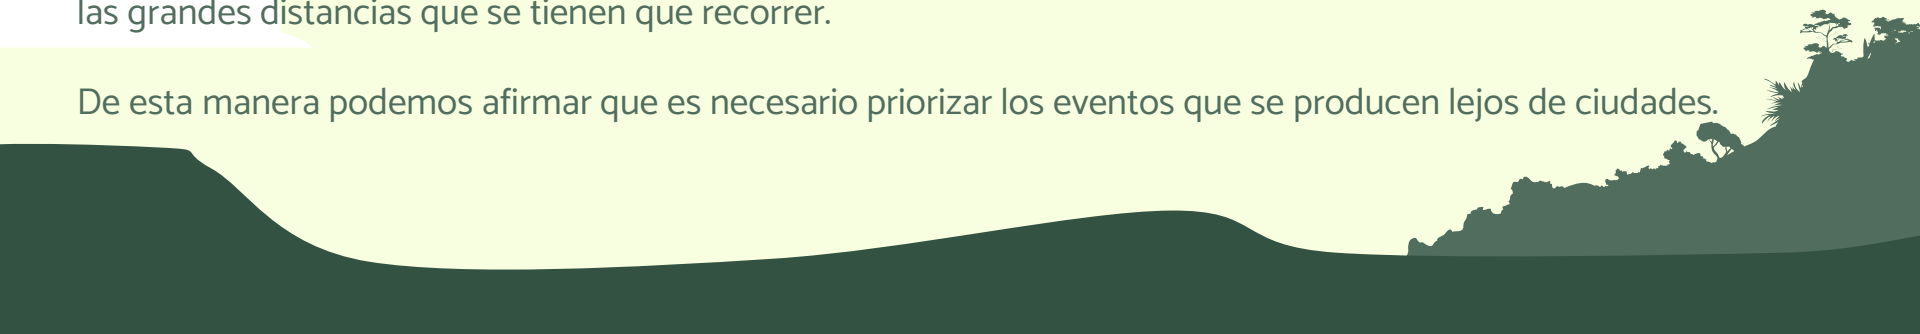 las grandes distancias que se tienen que recorrer.
De esta manera podemos afirmar que es necesario priorizar los eventos que se producen lejos de ciudades.